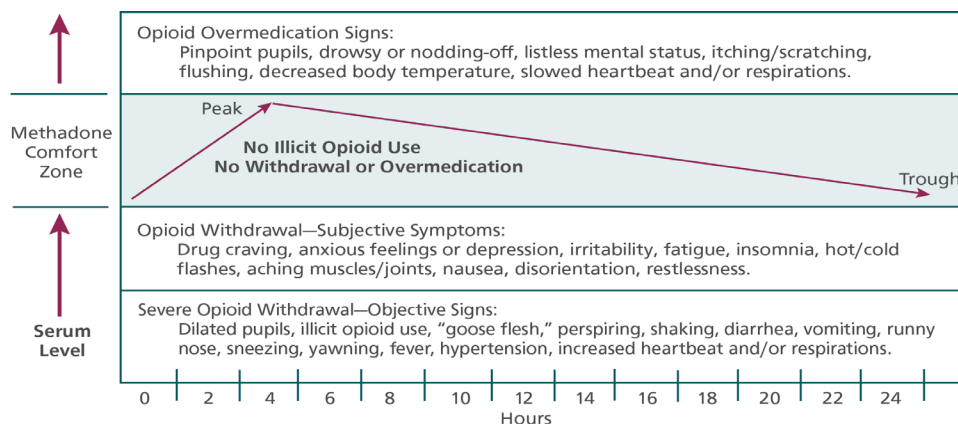 Opioid Overmedication Signs:
Pinpoint pupils, drowsy or nodding-off, listless mental status, itching/scratching,
flushing, decreased body temperature, slowed heartbeat and/or respirations.
Methadone
Comfort
Zone
Peak
No Illicit Opioid Use
No Withdrawal or Overmedication
Trough
Opioid Withdrawal—Subjective Symptoms:
Drug craving, anxious feelings or depression, irritability, fatigue, insomnia, hot/cold
flashes, aching muscles/joints, nausea, disorientation, restlessness.
Severe Opioid Withdrawal—Objective Signs:
Dilated pupils, illicit opioid use, “goose flesh,” perspiring, shaking, diarrhea, vomiting, runny
nose, sneezing, yawning, fever, hypertension, increased heartbeat and/or respirations.
Serum
Level
0 2 4 6 8 10 12 14 16 18 20 22 24
Hours